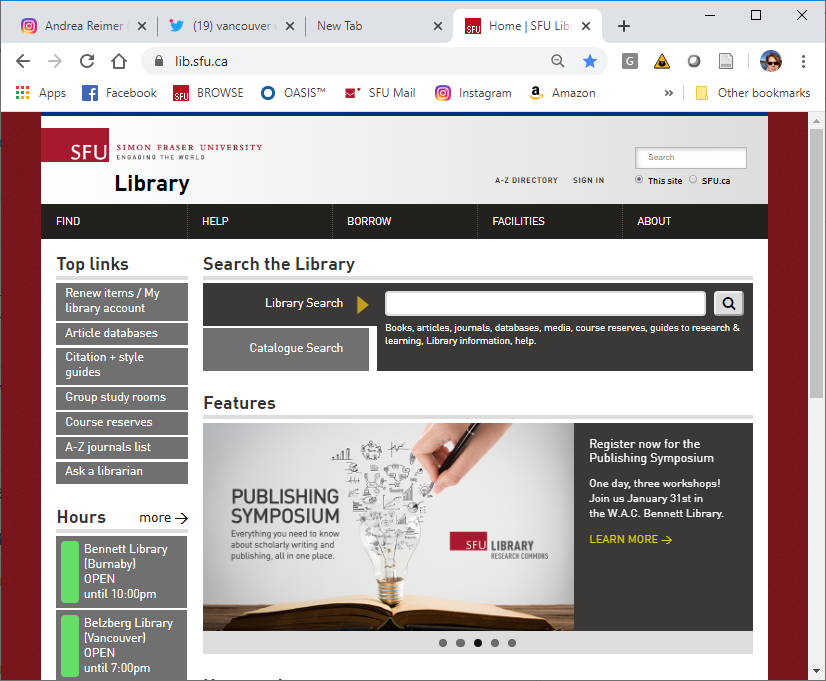 Andrea Reimer (
(19) vancouver
New Tab
Home | SFU Libr
lib.sfu.ca
G
Apps
Facebook
SFU
BROWSE
OASIS™
SFU Mail
Instagram
a
Amazon
»
Other bookmarks
SFU
SIMON FRASER UNIVERSITY
ENGAGING THE WORLD
Library
A-Z DIRECTORY
SIGN IN
Search
This site
SFU.ca
FIND
HELP
BORROW
FACILITIES
ABOUT
Top links
Renew items / My
library account
Article databases
Citation + style
guides
Group study rooms
Course reserves
A-Z journals list
Ask a librarian
Search the Library
Library Search
Books, articles, journals, databases, media, course reserves, guides to research &
learning, Library information, help.
Catalogue Search
Features
PUBLISHING
SYMPOSIUM
Everything you need to know
about scholarly writing and
publishing, all in one place.
SFU
LIBRARY
RESEARCH COMMONS
Register now for the
Publishing Symposium
One day, three workshops!
Join us January 31st in
the W.A.C. Bennett Library.
LEARN MORE →
Hours
more →
Bennett Library
(Burnaby)
OPEN
until 10:00pm
Belzberg Library
(Vancouver)
OPEN
until 7:00pm